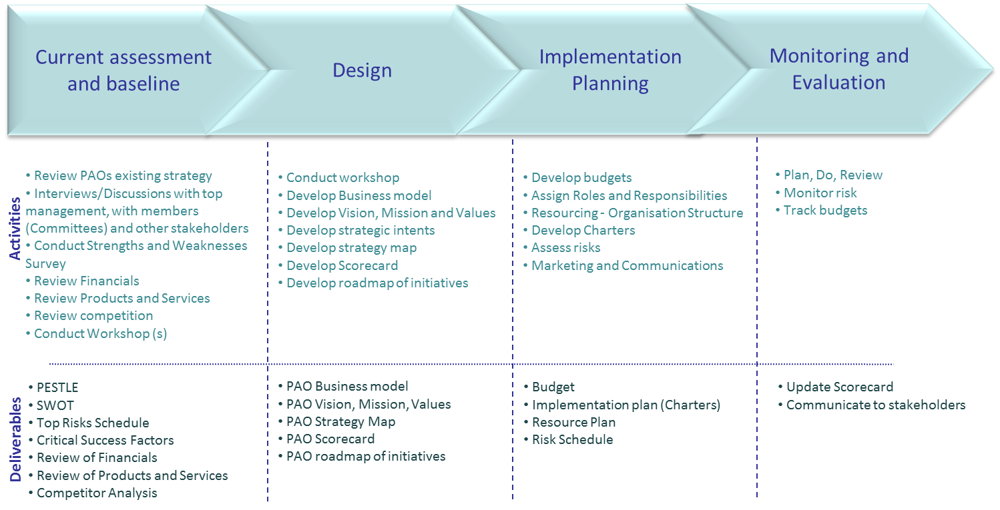 Current assessment
and baseline
Design
Implementation
Planning
Monitoring and
Evaluation
Activities
• Review PAOs existing strategy
• Interviews/Discussions with top
management, with members
(Committees) and other stakeholders
• Conduct Strengths and Weaknesses
Survey
• Review Financials
• Review Products and Services
• Review competition
• Conduct Workshop (s)
• Conduct workshop
• Develop Business model
• Develop Vision, Mission and Values
• Develop strategic intents
• Develop strategy map
• Develop Scorecard
• Develop roadmap of initiatives
• Develop budgets
• Assign Roles and Responsibilities
• Resourcing - Organisation Structure
• Develop Charters
• Assess risks
• Marketing and Communications
• Plan, Do, Review
• Monitor risk
• Track budgets
Deliverables
• PESTLE
• SWOT
• Top Risks Schedule
• Critical Success Factors
• Review of Financials
• Review of Products and Services
• Competitor Analysis
• PAO Business model
• PAO Vision, Mission, Values
• PAO Strategy Map
• PAO Scorecard
• PAO roadmap of initiatives
• Budget
• Implementation plan (Charters)
• Resource Plan
• Risk Schedule
• Update Scorecard
• Communicate to stakeholders